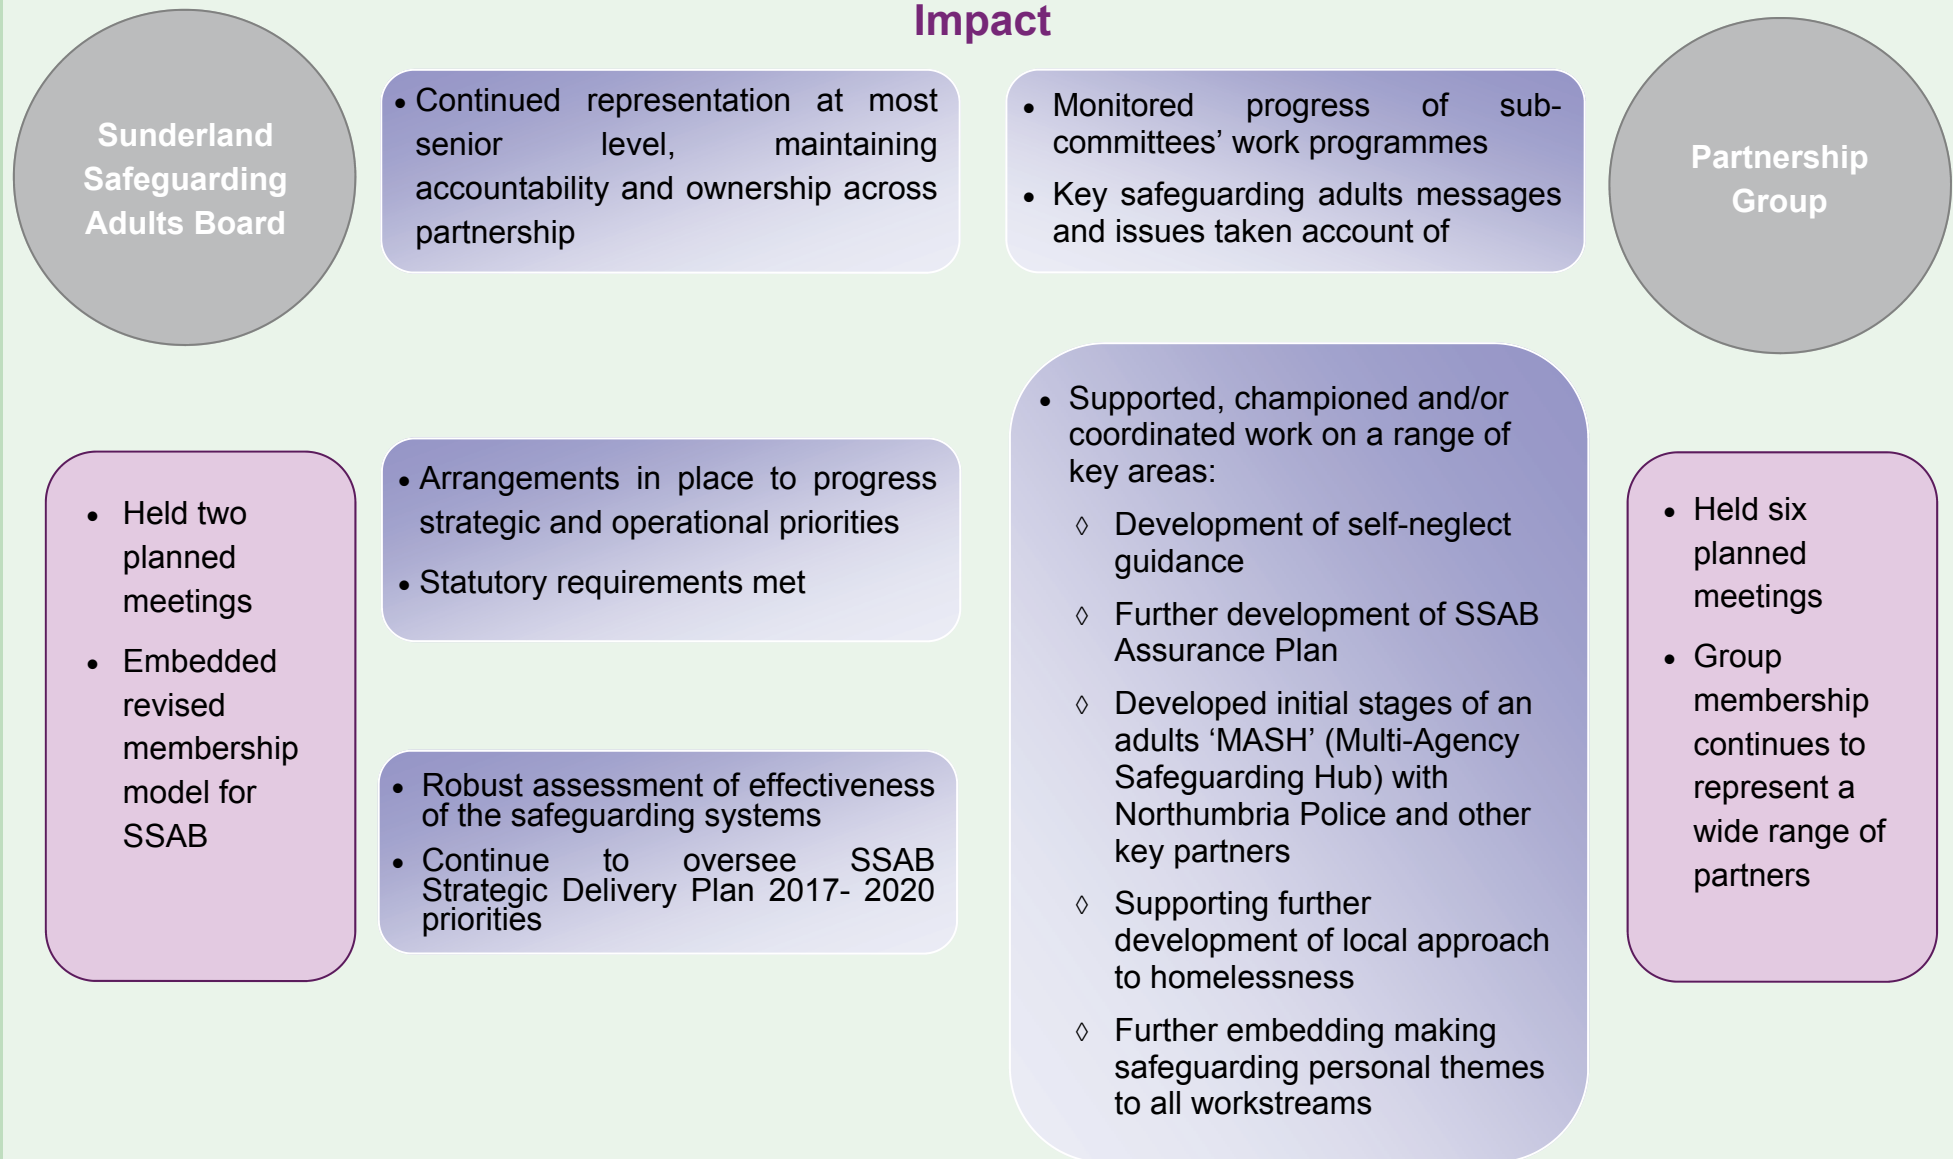 Impact
Sunderland
Safeguarding
Adults Board
• Continued representation at most
senior level, maintaining
accountability and ownership across
partnership
• Monitored progress of sub-
committees’ work programmes
• Key safeguarding adults messages
and issues taken account of
Partnership
Group
• Held two
planned
meetings
• Embedded
revised
membership
model for
SSAB
• Arrangements in place to progress
strategic and operational priorities
• Statutory requirements met
• Robust assessment of effectiveness
of the safeguarding systems
• Continue to oversee SSAB
Strategic Delivery Plan 2017- 2020
priorities
• Supported, championed and/or
coordinated work on a range of
key areas:
◊ Development of self-neglect
guidance
◊ Further development of SSAB
Assurance Plan
◊ Developed initial stages of an
adults ‘MASH’ (Multi-Agency
Safeguarding Hub) with
Northumbria Police and other
key partners
◊ Supporting further
development of local approach
to homelessness
◊ Further embedding making
safeguarding personal themes
to all workstreams
• Held six
planned
meetings
• Group
membership
continues to
represent a
wide range of
partners